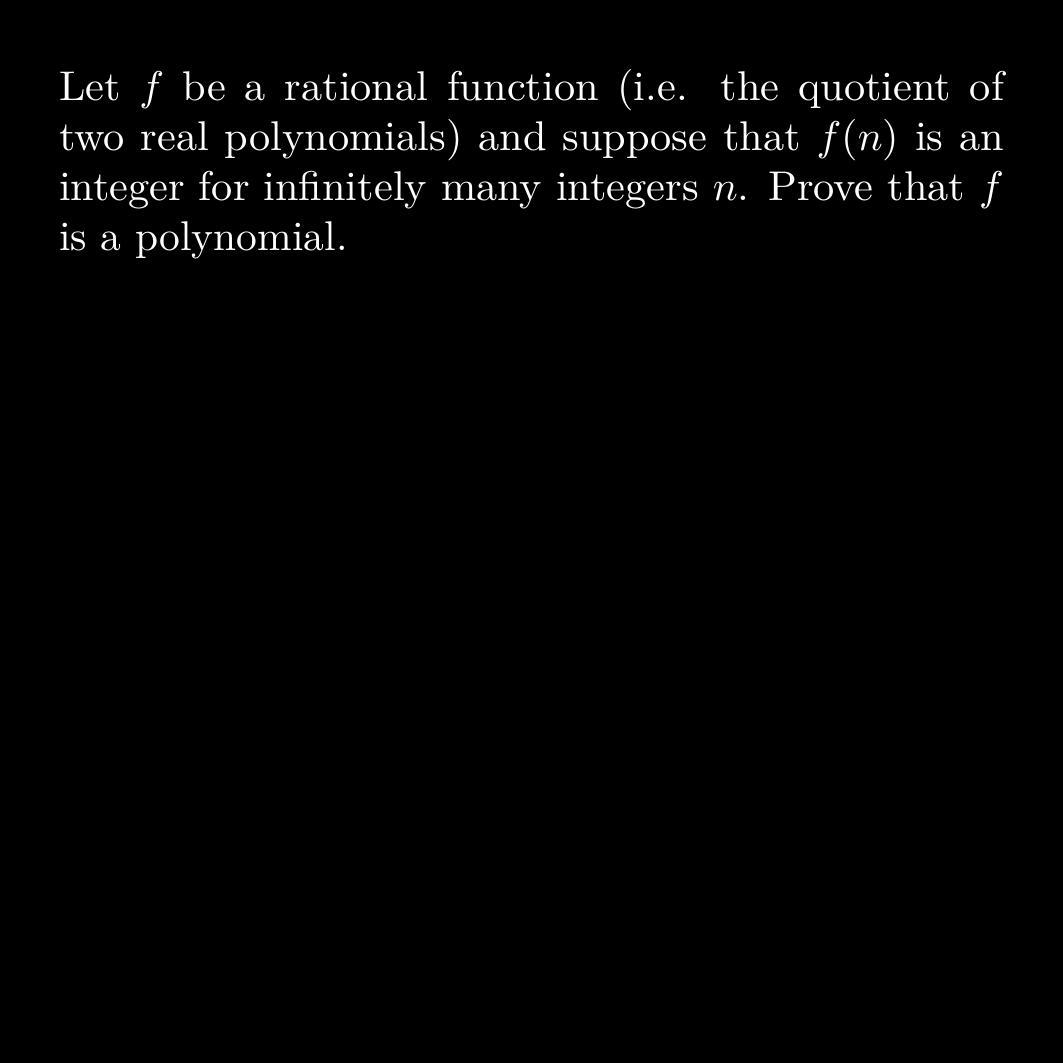 Let f be a rational function (i.e. the quotient of
two real polynomials) and suppose that f(n) is an
integer for infinitely many integers n. Prove that f
is a polynomial.